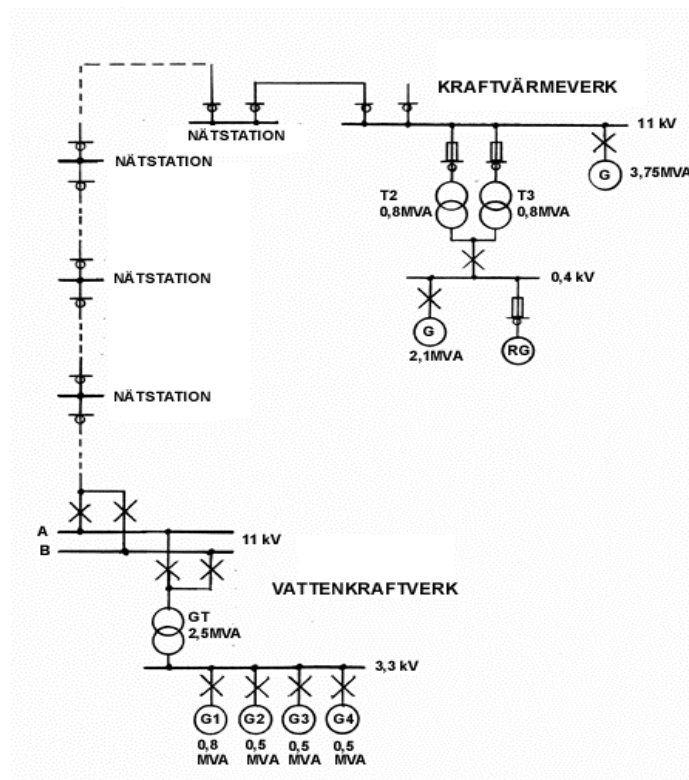 KRAFTVÄRMEVERK
11 kV
NÄTSTATION
NÄTSTATION
G
3,75MVA
T2
0,8MVA
T3
0,8MVA
0,4 kV
NÄTSTATION
G
2,1MVA
RG
NÄTSTATION
A
B
11 kV
VATTENKRAFTVERK
GT
2,5MVA
3,3 kV
G1 G2 G3 G4
0,8 0,5 0,5 0,5
MVA MVA MVA MVA